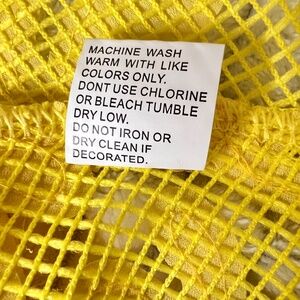 MACHINE WASH
WARM WITH LIKE
COLORS ONLY.
DONT USE CHLORINE
OR BLEACH TUMBLE
DRY LOW.
DO NOT IRON OR
DRY CLEAN IF
DECORATED.